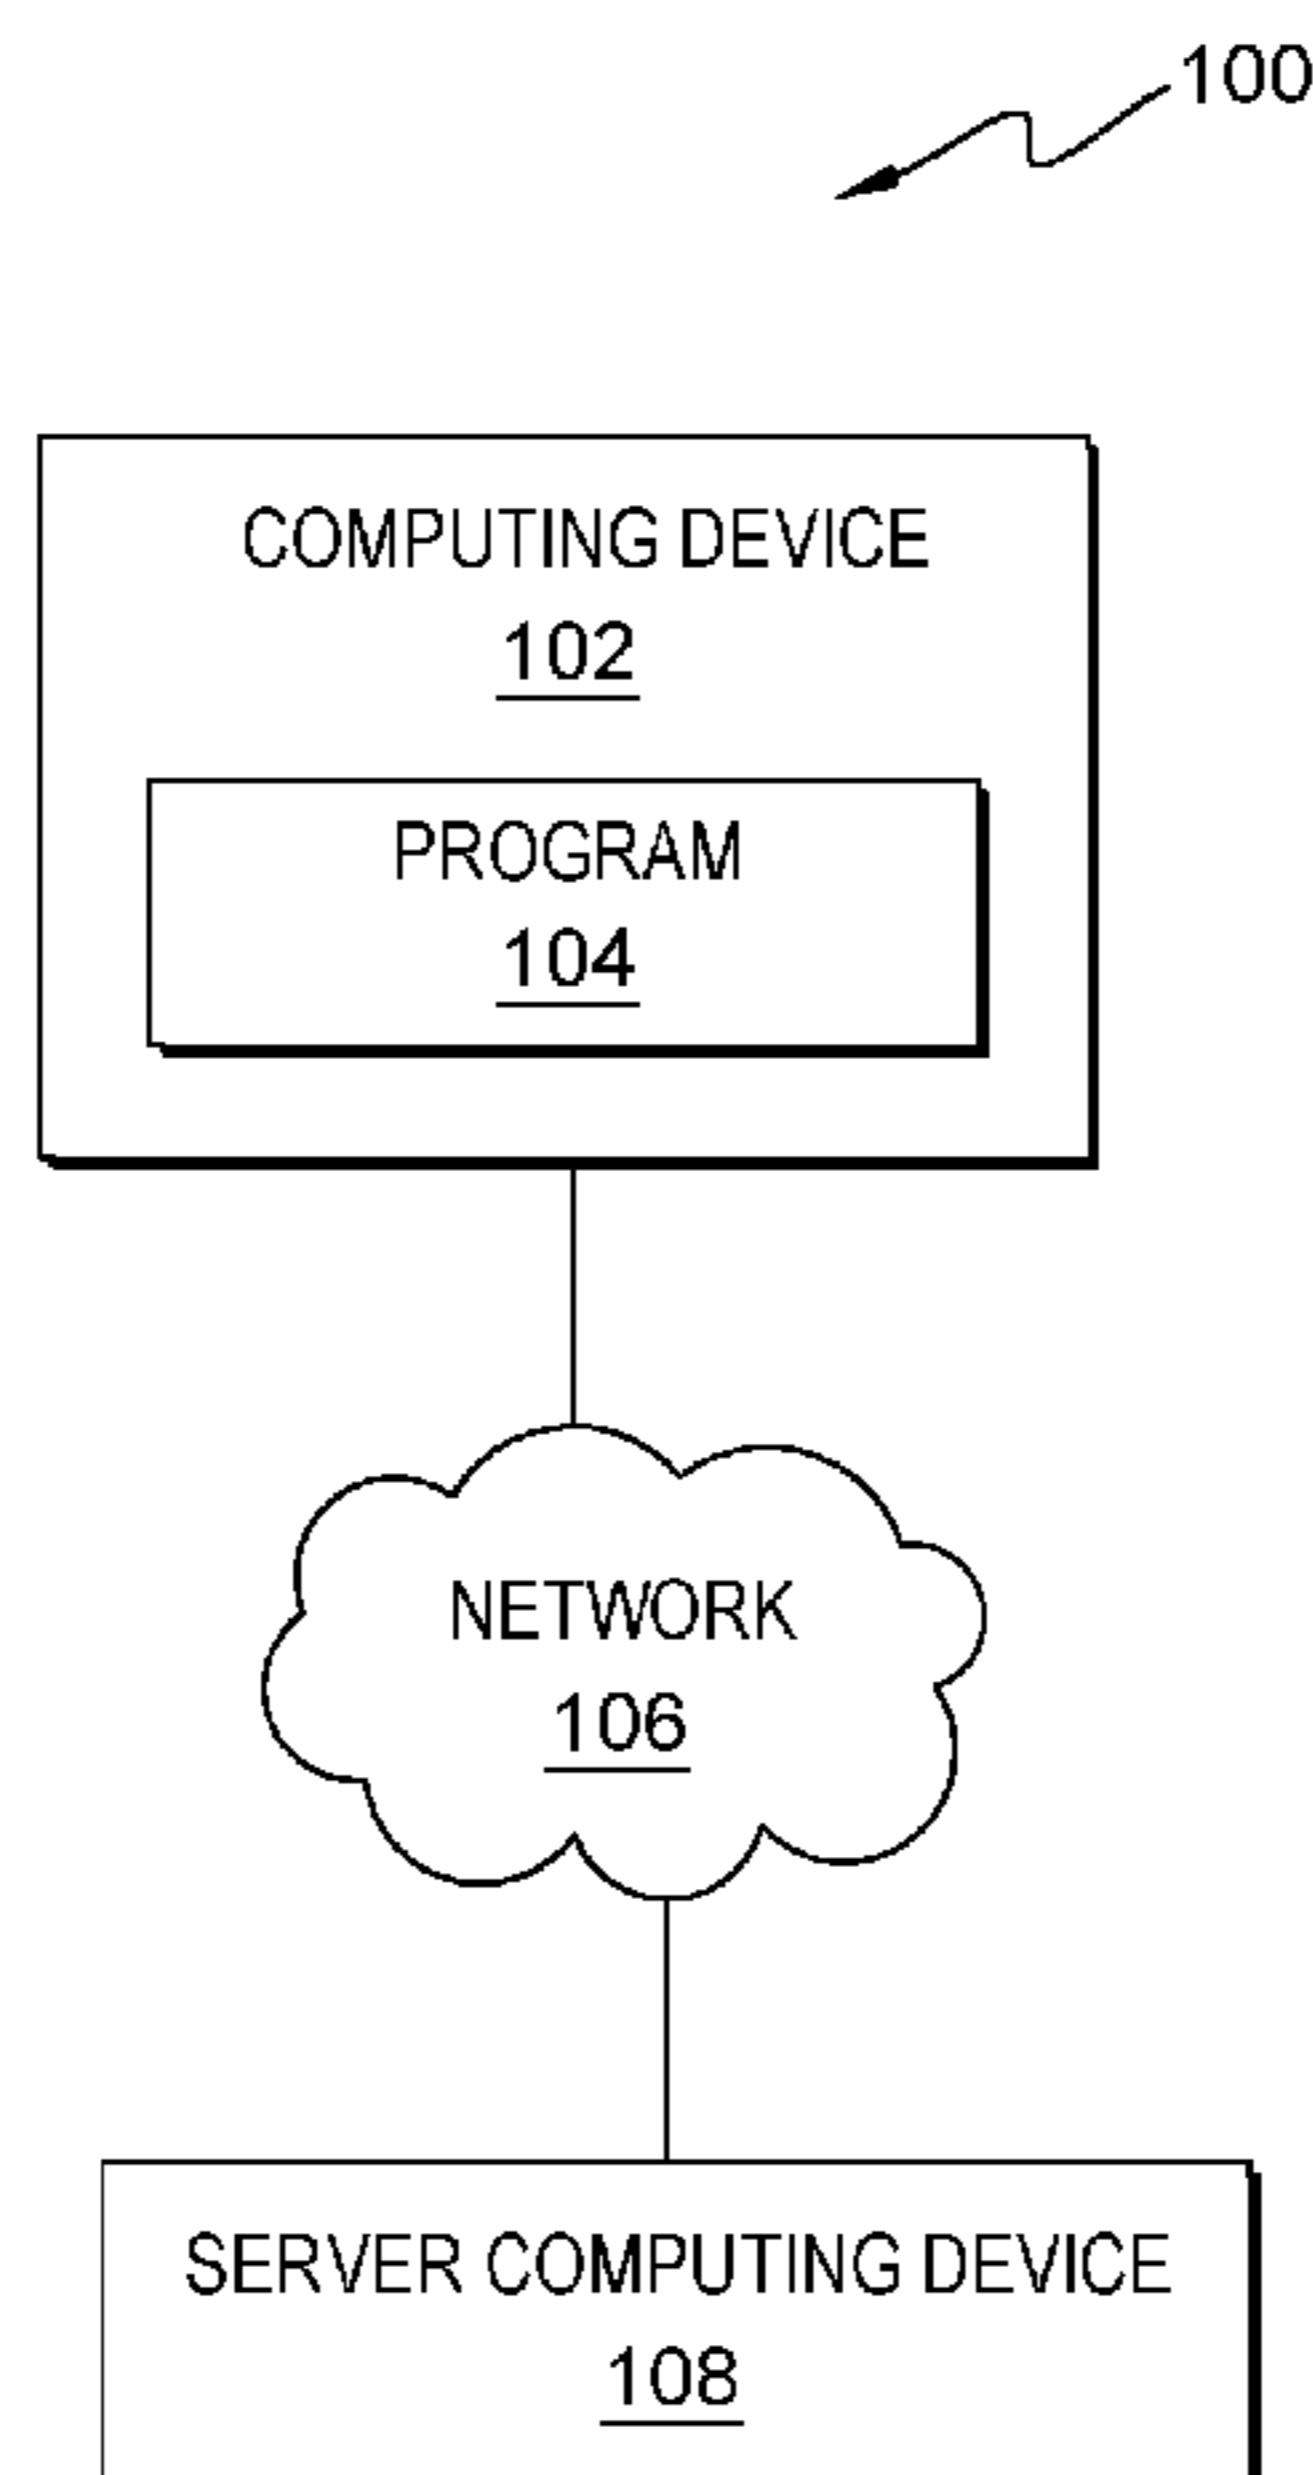 100
COMPUTING DEVICE
102
PROGRAM
104
NETWORK
106
SERVER COMPUTING DEVICE
108